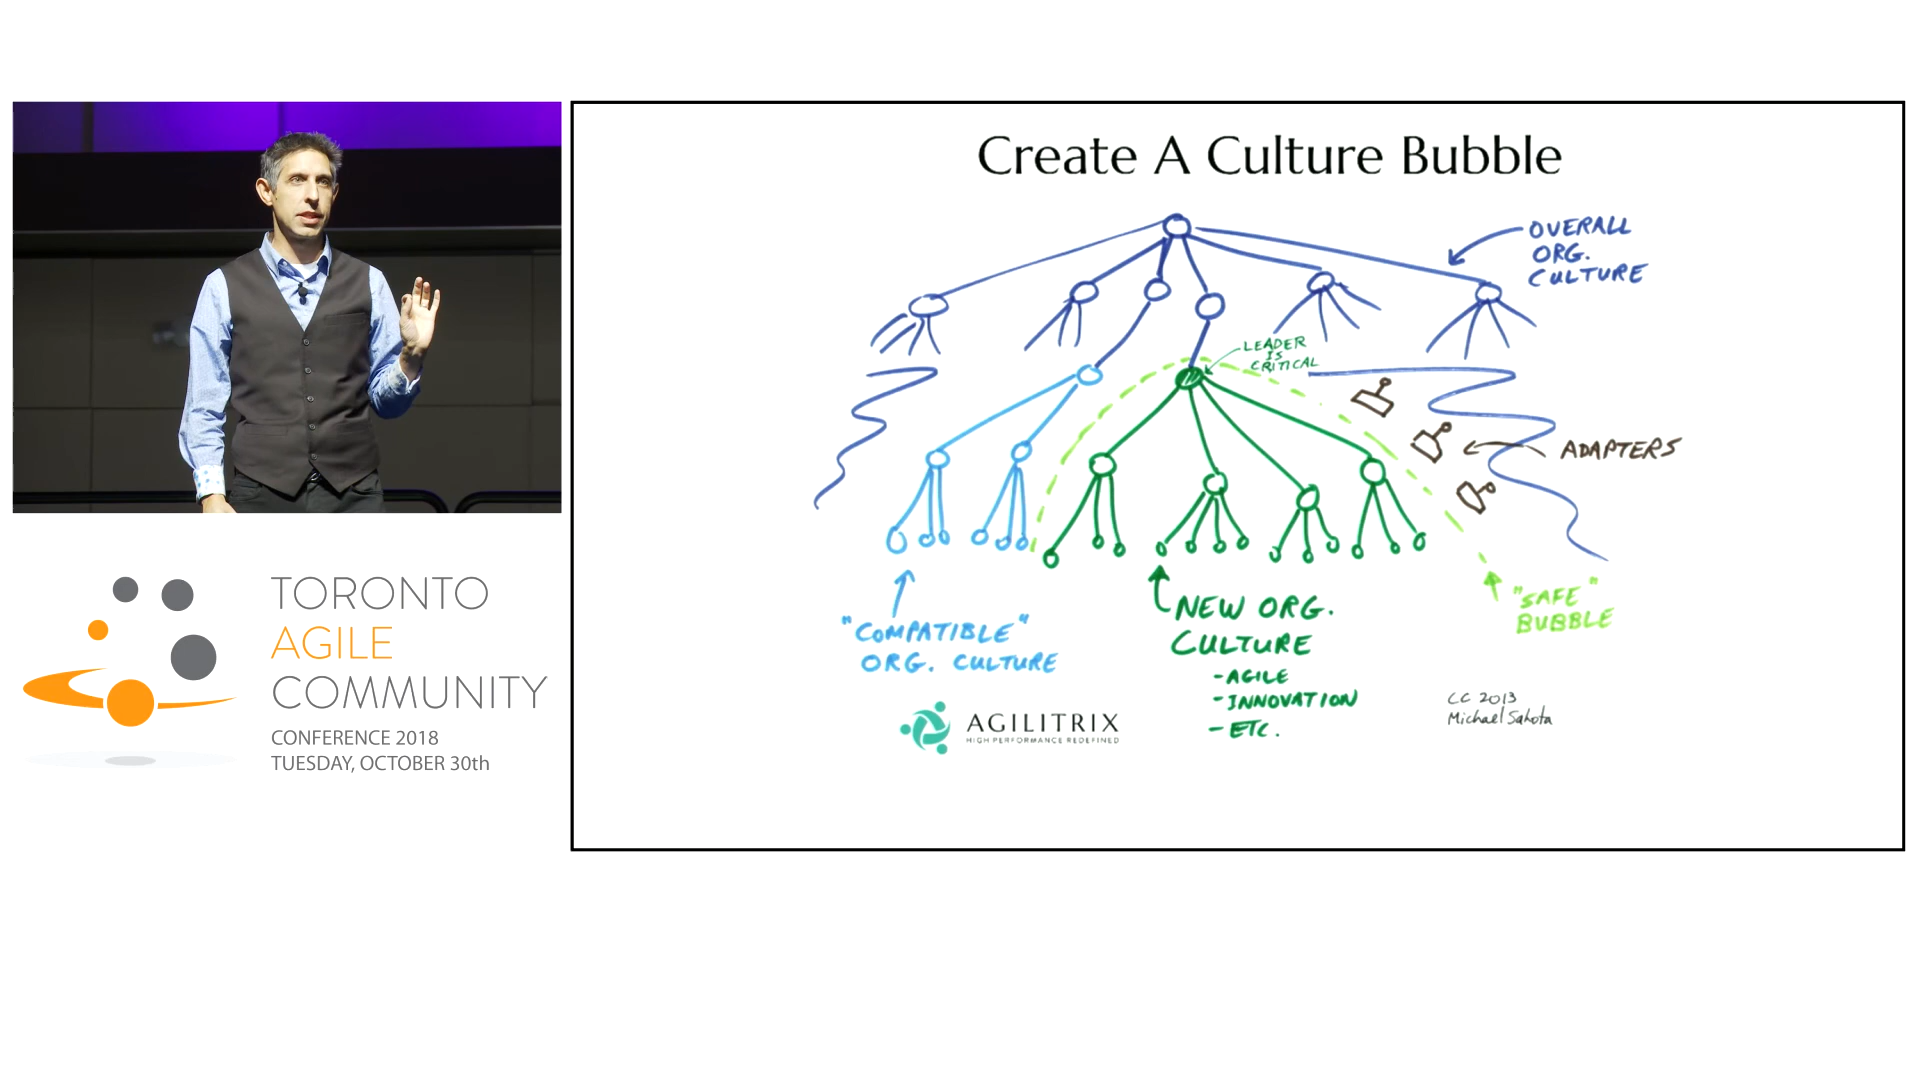 TORONTO
AGILE
COMMUNITY
CONFERENCE 2018
TUESDAY, OCTOBER 30th
Create A Culture Bubble
OVERALL
ORG.
CULTURE
LEADER
IS
CRITICAL
ADAPTERS
"SAFE"
BUBBLE
"COMPATIBLE"
ORG. CULTURE
NEW ORG.
CULTURE
- AGILE
- INNOVATION
- ETC.
CC 2013
Michael Sahota
AGILITRIX
HIGH PERFORMANCE REDEFINED